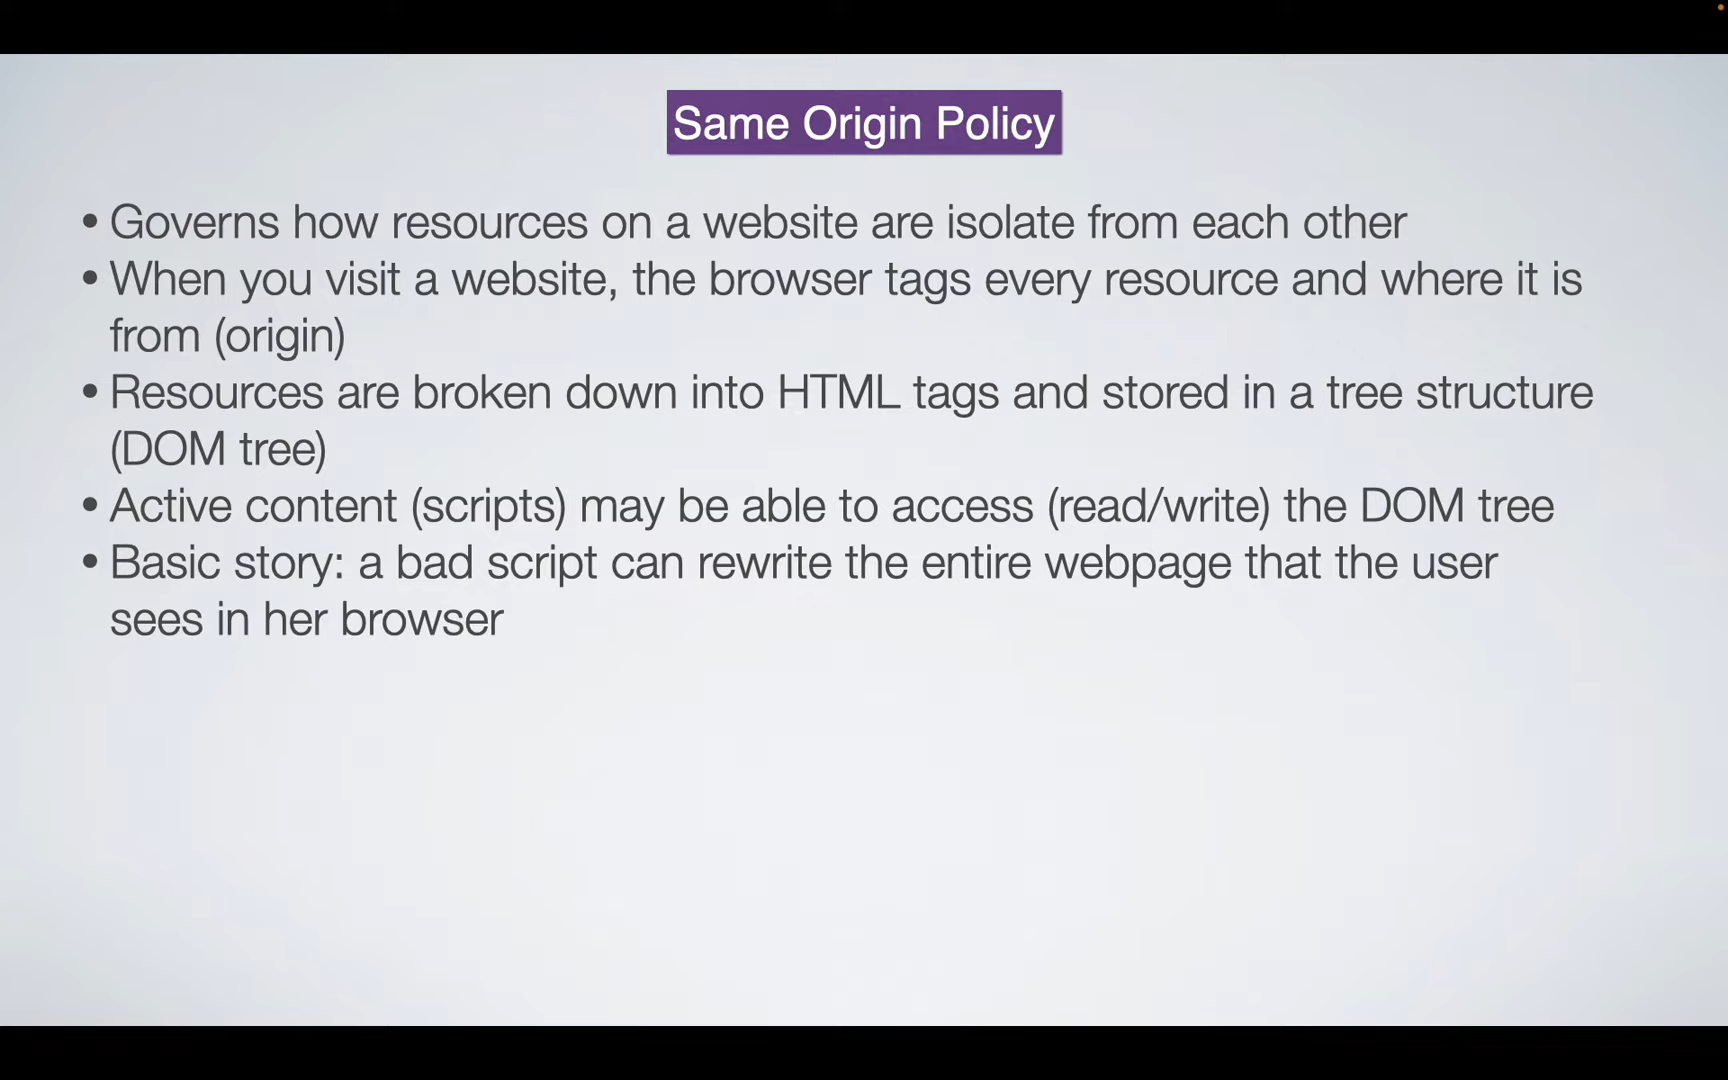 Same Origin Policy
• Governs how resources on a website are isolate from each other
• When you visit a website, the browser tags every resource and where it is
from (origin)
• Resources are broken down into HTML tags and stored in a tree structure
(DOM tree)
• Active content (scripts) may be able to access (read/write) the DOM tree
• Basic story: a bad script can rewrite the entire webpage that the user
sees in her browser